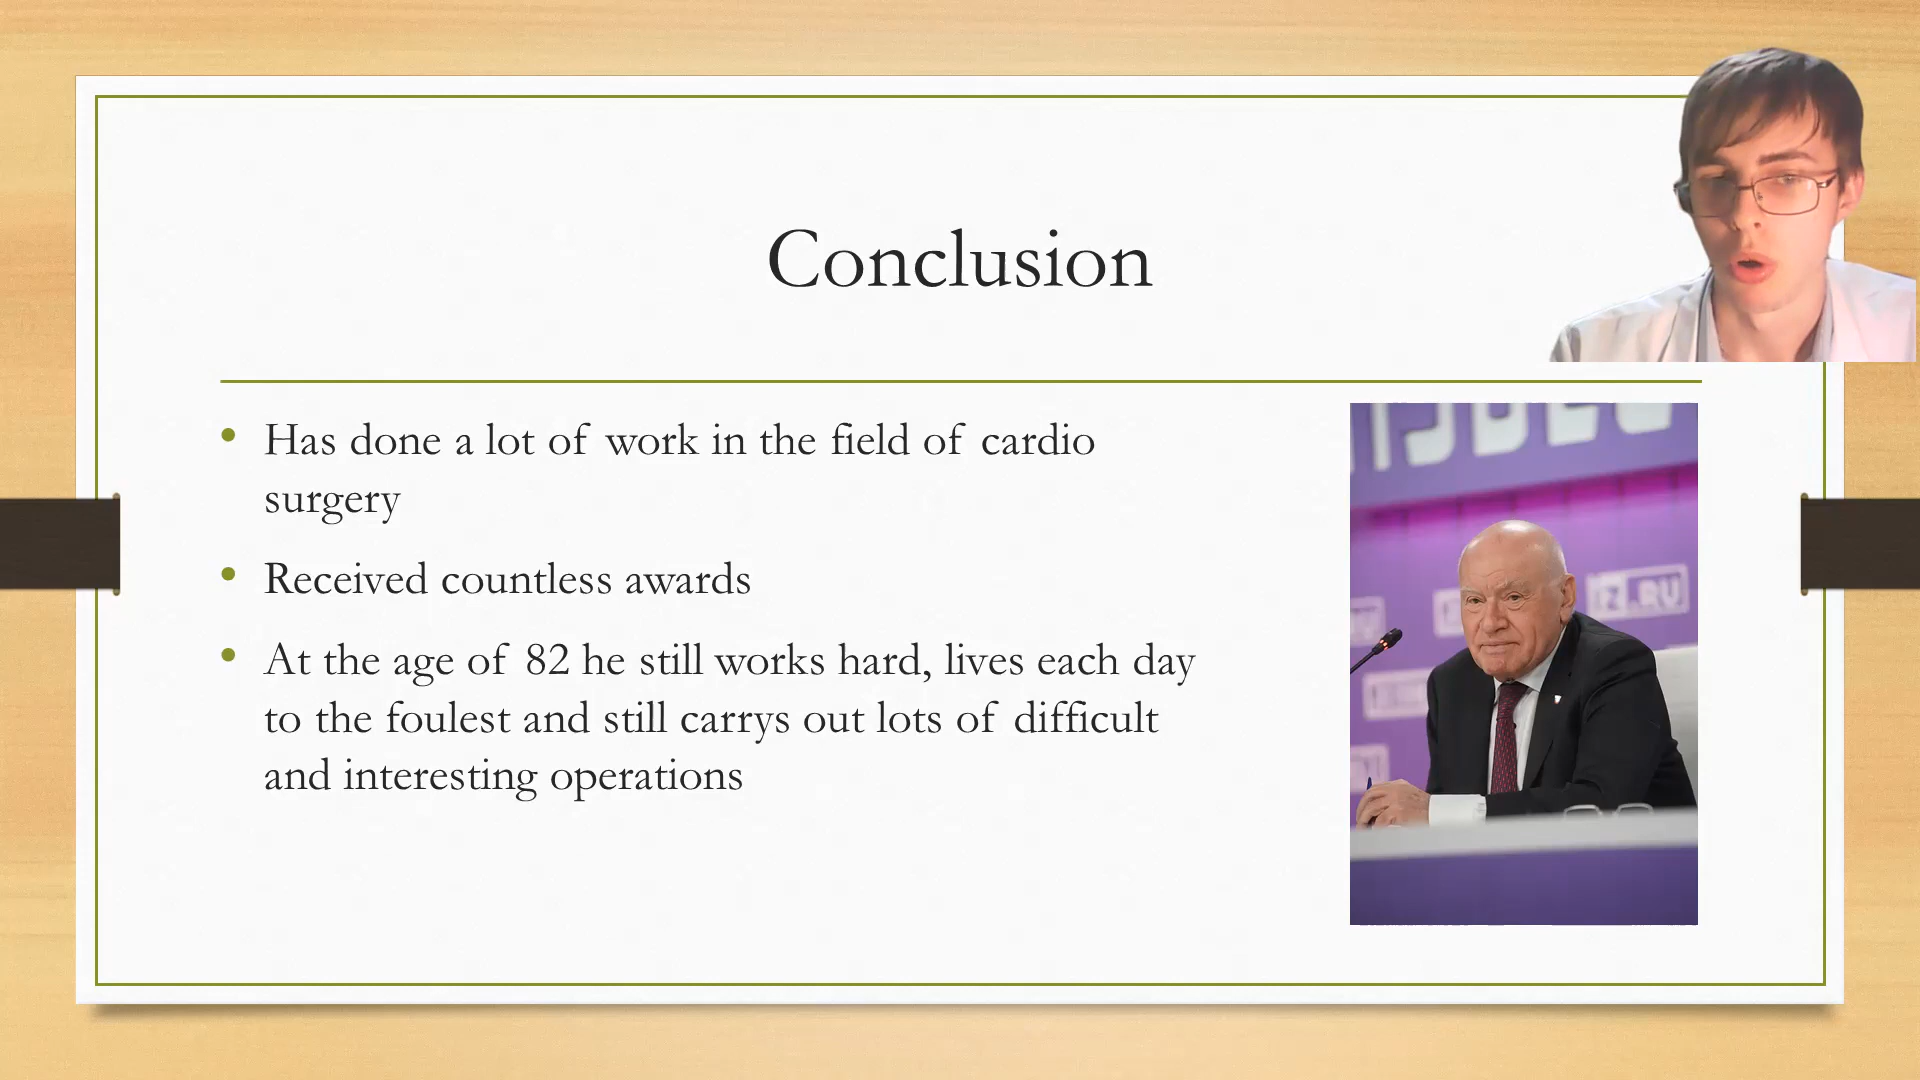 Conclusion
Has done a lot of work in the field of cardio
surgery
Received countless awards
At the age of 82 he still works hard, lives each day
to the foulest and still carrys out lots of difficult
and interesting operations
IZ.RU